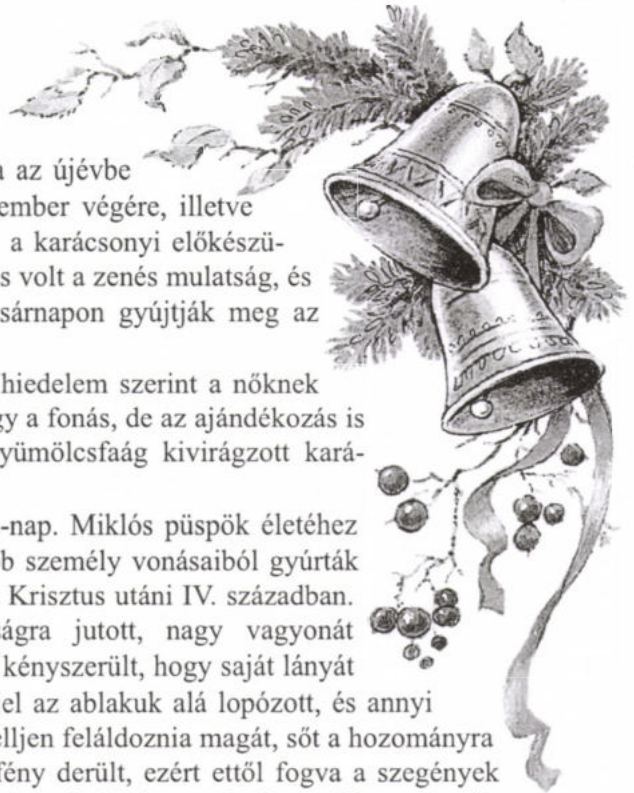 az újévbe
ember végére, illetve
a karácsonyi előkészü-
s volt a zenés mulatság, és
sárnapon gyújtják meg az
hiedelem szerint a nőknek
gy a fonás, de az ajándékozás is
yümölcsfaág kivirágzott kará-
-nap. Miklós püspök életéhez
b személy vonásaiból gyúrták
Krisztus utáni IV. században.
ságra jutott, nagy vagyonát
kényszerült, hogy saját lányát
el az ablakuk alá lopózott, és annyi
elljen feláldoznia magát, sőt a hozományra
fény derült, ezért ettől fogva a szegények